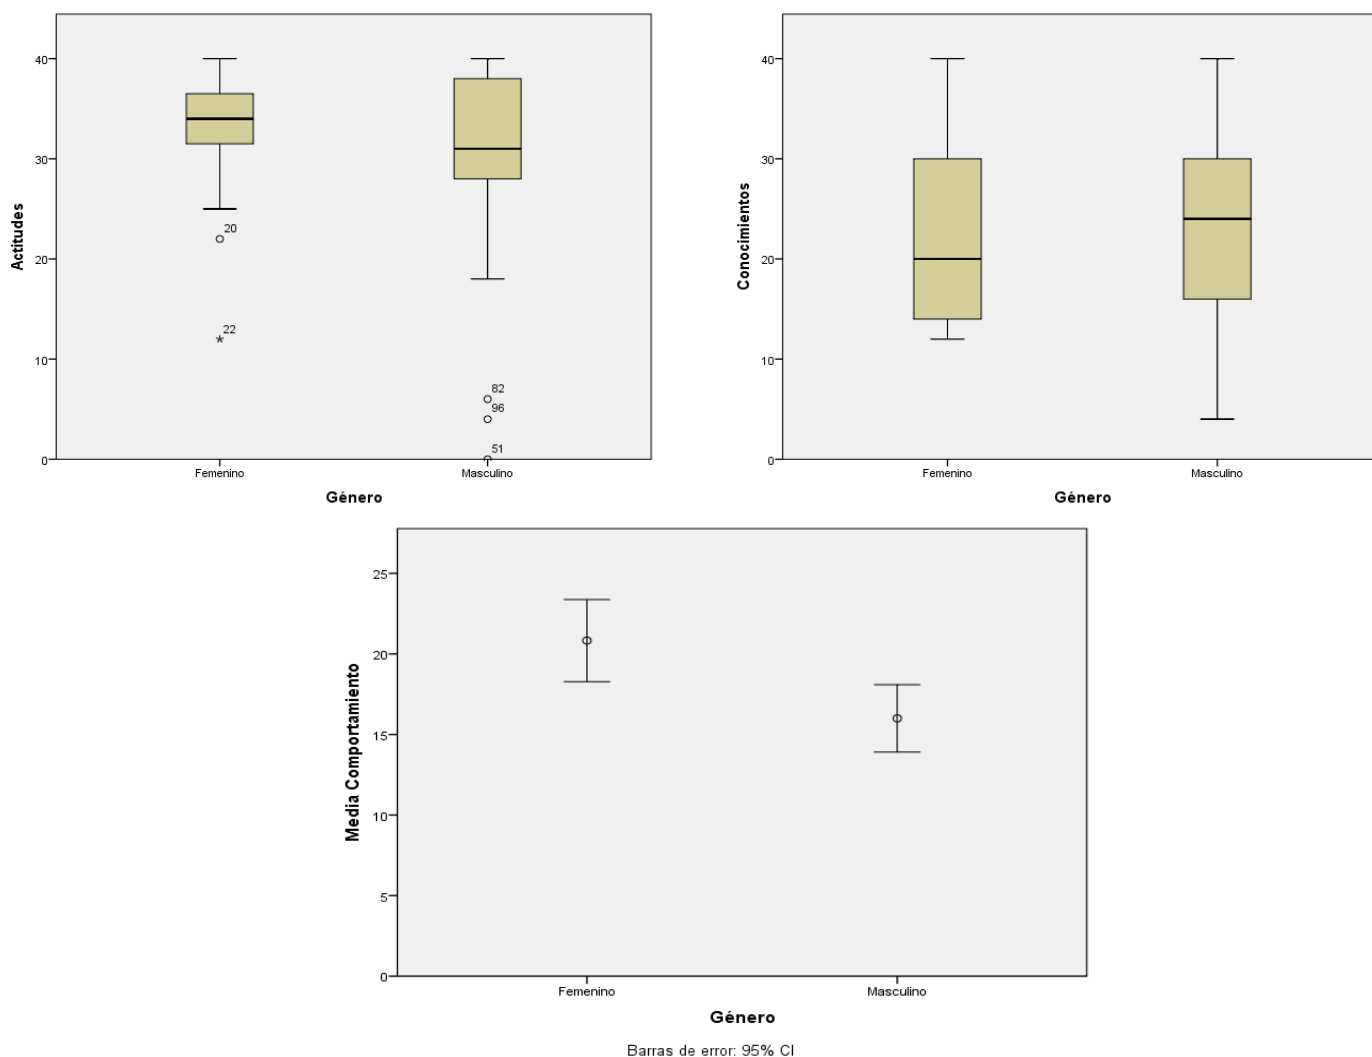 40
30
20
10
0
Actitudes
20
22
82
96
51
Femenino
Masculino
Género
40
30
20
10
0
Conocimientos
Femenino
Masculino
Género
25
20
15
10
5
0
Media Comportamiento
Femenino
Masculino
Género
Barras de error: 95% CI